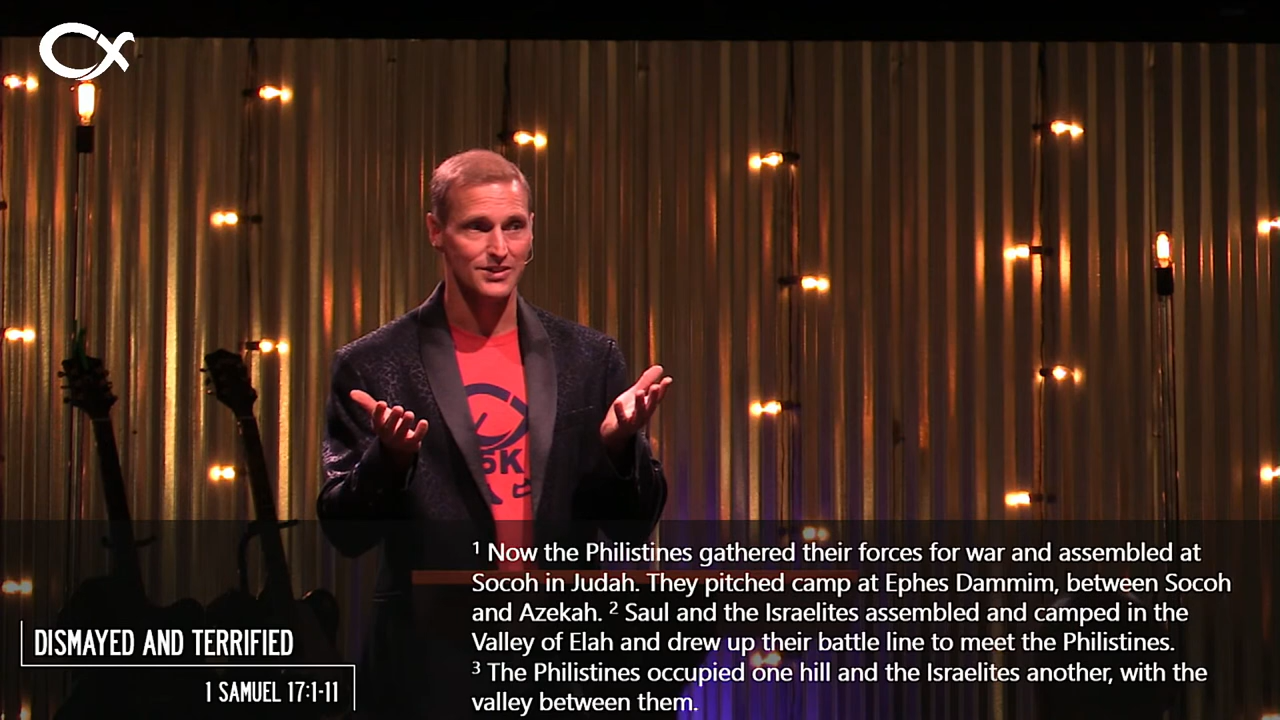 CX
5K
¹ Now the Philistines gathered their forces for war and assembled at
Socoh in Judah. They pitched camp at Ephes Dammim, between Socoh
and Azekah. ² Saul and the Israelites assembled and camped in the
Valley of Elah and drew up their battle line to meet the Philistines.
³ The Philistines occupied one hill and the Israelites another, with the
valley between them.
DISMAYED AND TERRIFIED
1 SAMUEL 17:1-11